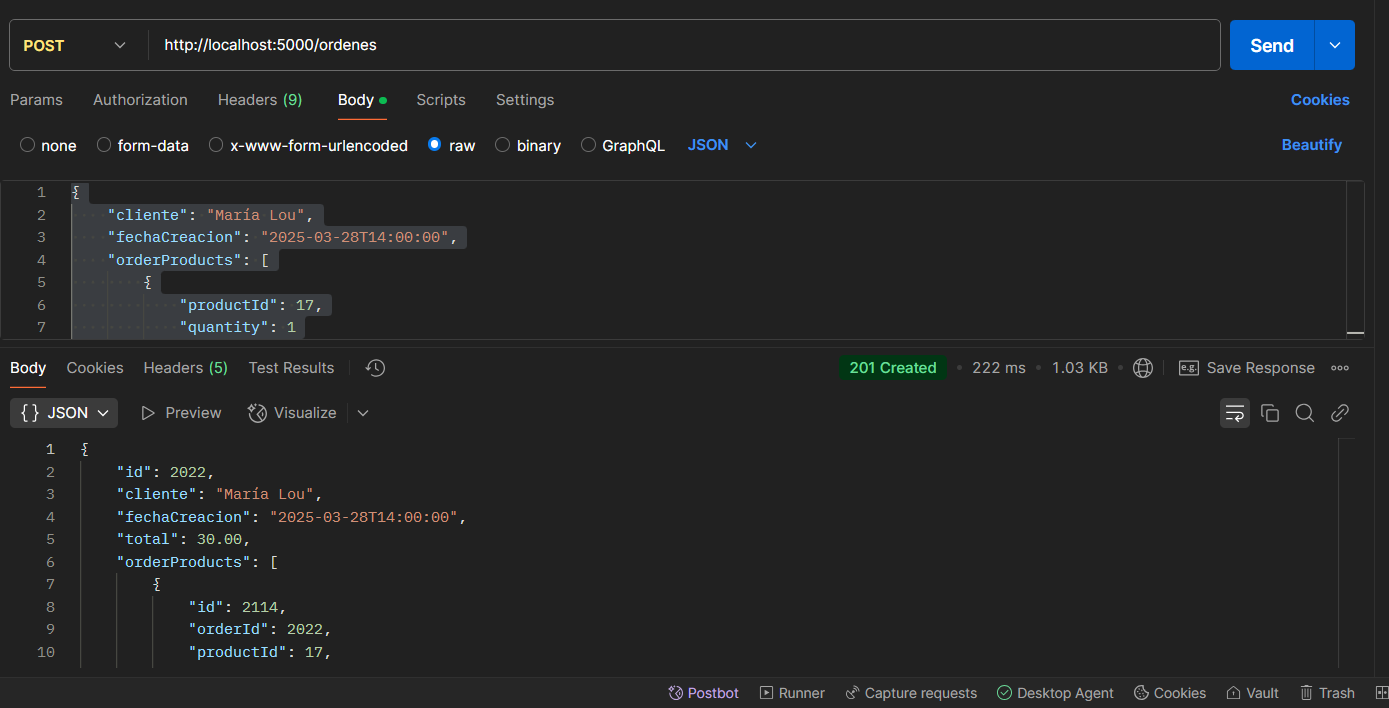 POST http://localhost:5000/ordenes Send
Params Authorization Headers (9) Body Scripts Settings Cookies
none form-data x-www-form-urlencoded raw binary GraphQL JSON Beautify
1 {
2 "cliente": "María Lou",
3 "fechaCreacion": "2025-03-28T14:00:00",
4 "orderProducts": [
5 {
6 "productId": 17,
7 "quantity": 1
Body Cookies Headers (5) Test Results 201 Created 222 ms 1.03 KB e.g. Save Response
{} JSON Preview Visualize
1 {
2 "id": 2022,
3 "cliente": "María Lou",
4 "fechaCreacion": "2025-03-28T14:00:00",
5 "total": 30.00,
6 "orderProducts": [
7 {
8 "id": 2114,
9 "orderId": 2022,
10 "productId": 17,
Postbot Runner Capture requests Desktop Agent Cookies Vault Trash